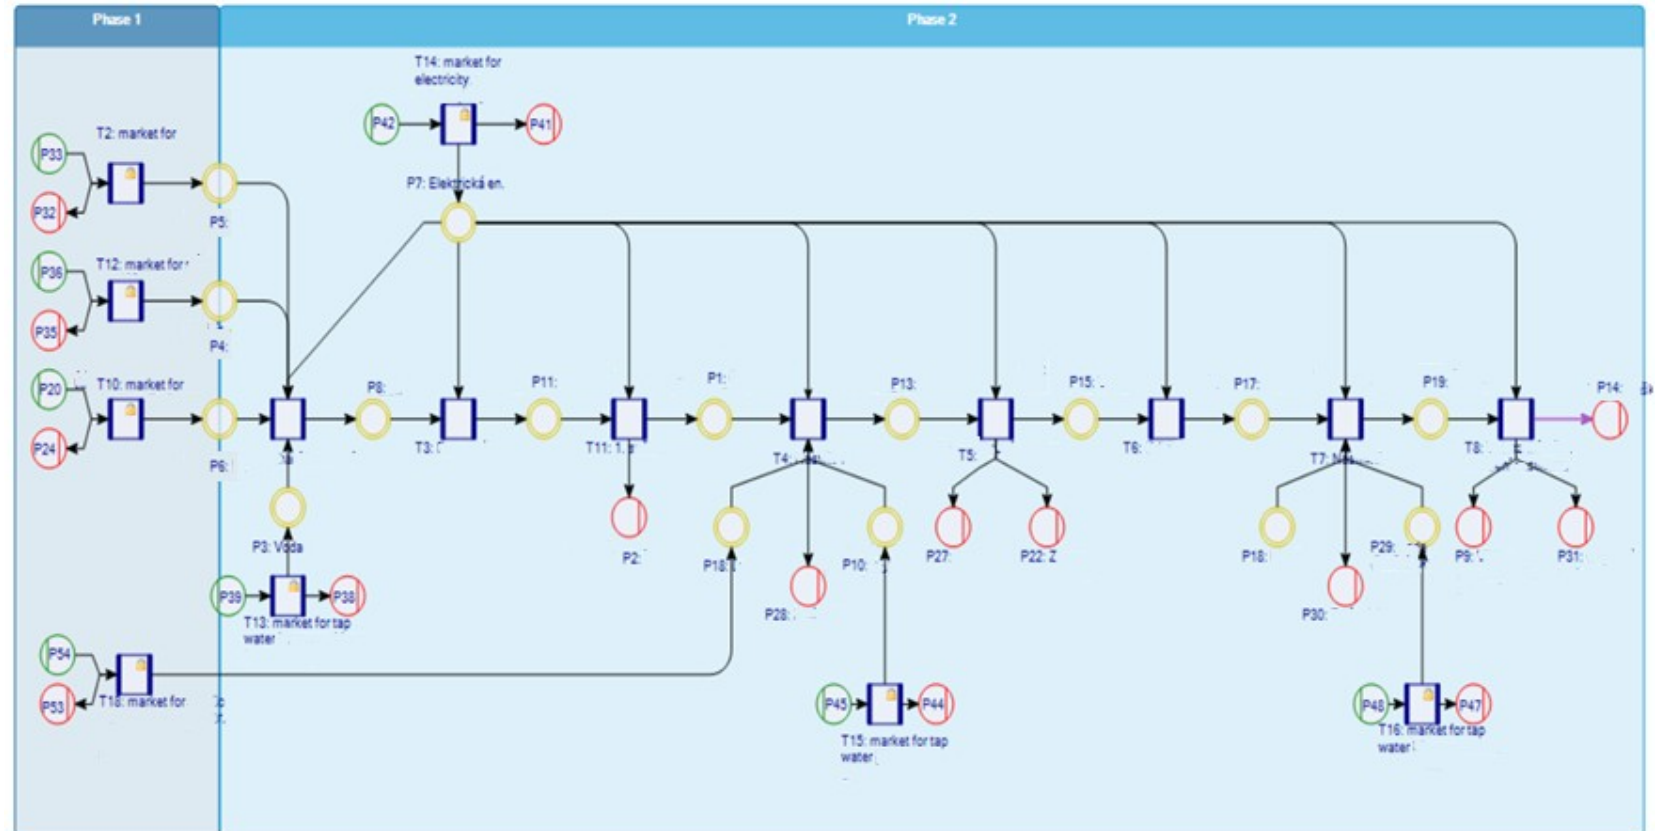 Phase 1
Phase 2
T14: market for
electricity
P42
P41
T2: market for
P33
P32
P7: Elektrická en.
P5:
T12: market for
P36
P35
P4:
T10: market for
P20
P24
P6:
P8:
T3:
P11:
T11: 1.
P1:
T4:
P13:
T5:
P15:
T6:
P17:
T7:
P19:
T8:
P14:
P3: Voda
P2:
P18:
P10:
P27:
P22: Z
P18:
P29:
P9:
P31:
P39
P38
P28:
P30:
T13: market for tap
water
P54
P53
T18: market for
P45
P44
T15: market for tap
water
P48
P47
T16: market for tap
water